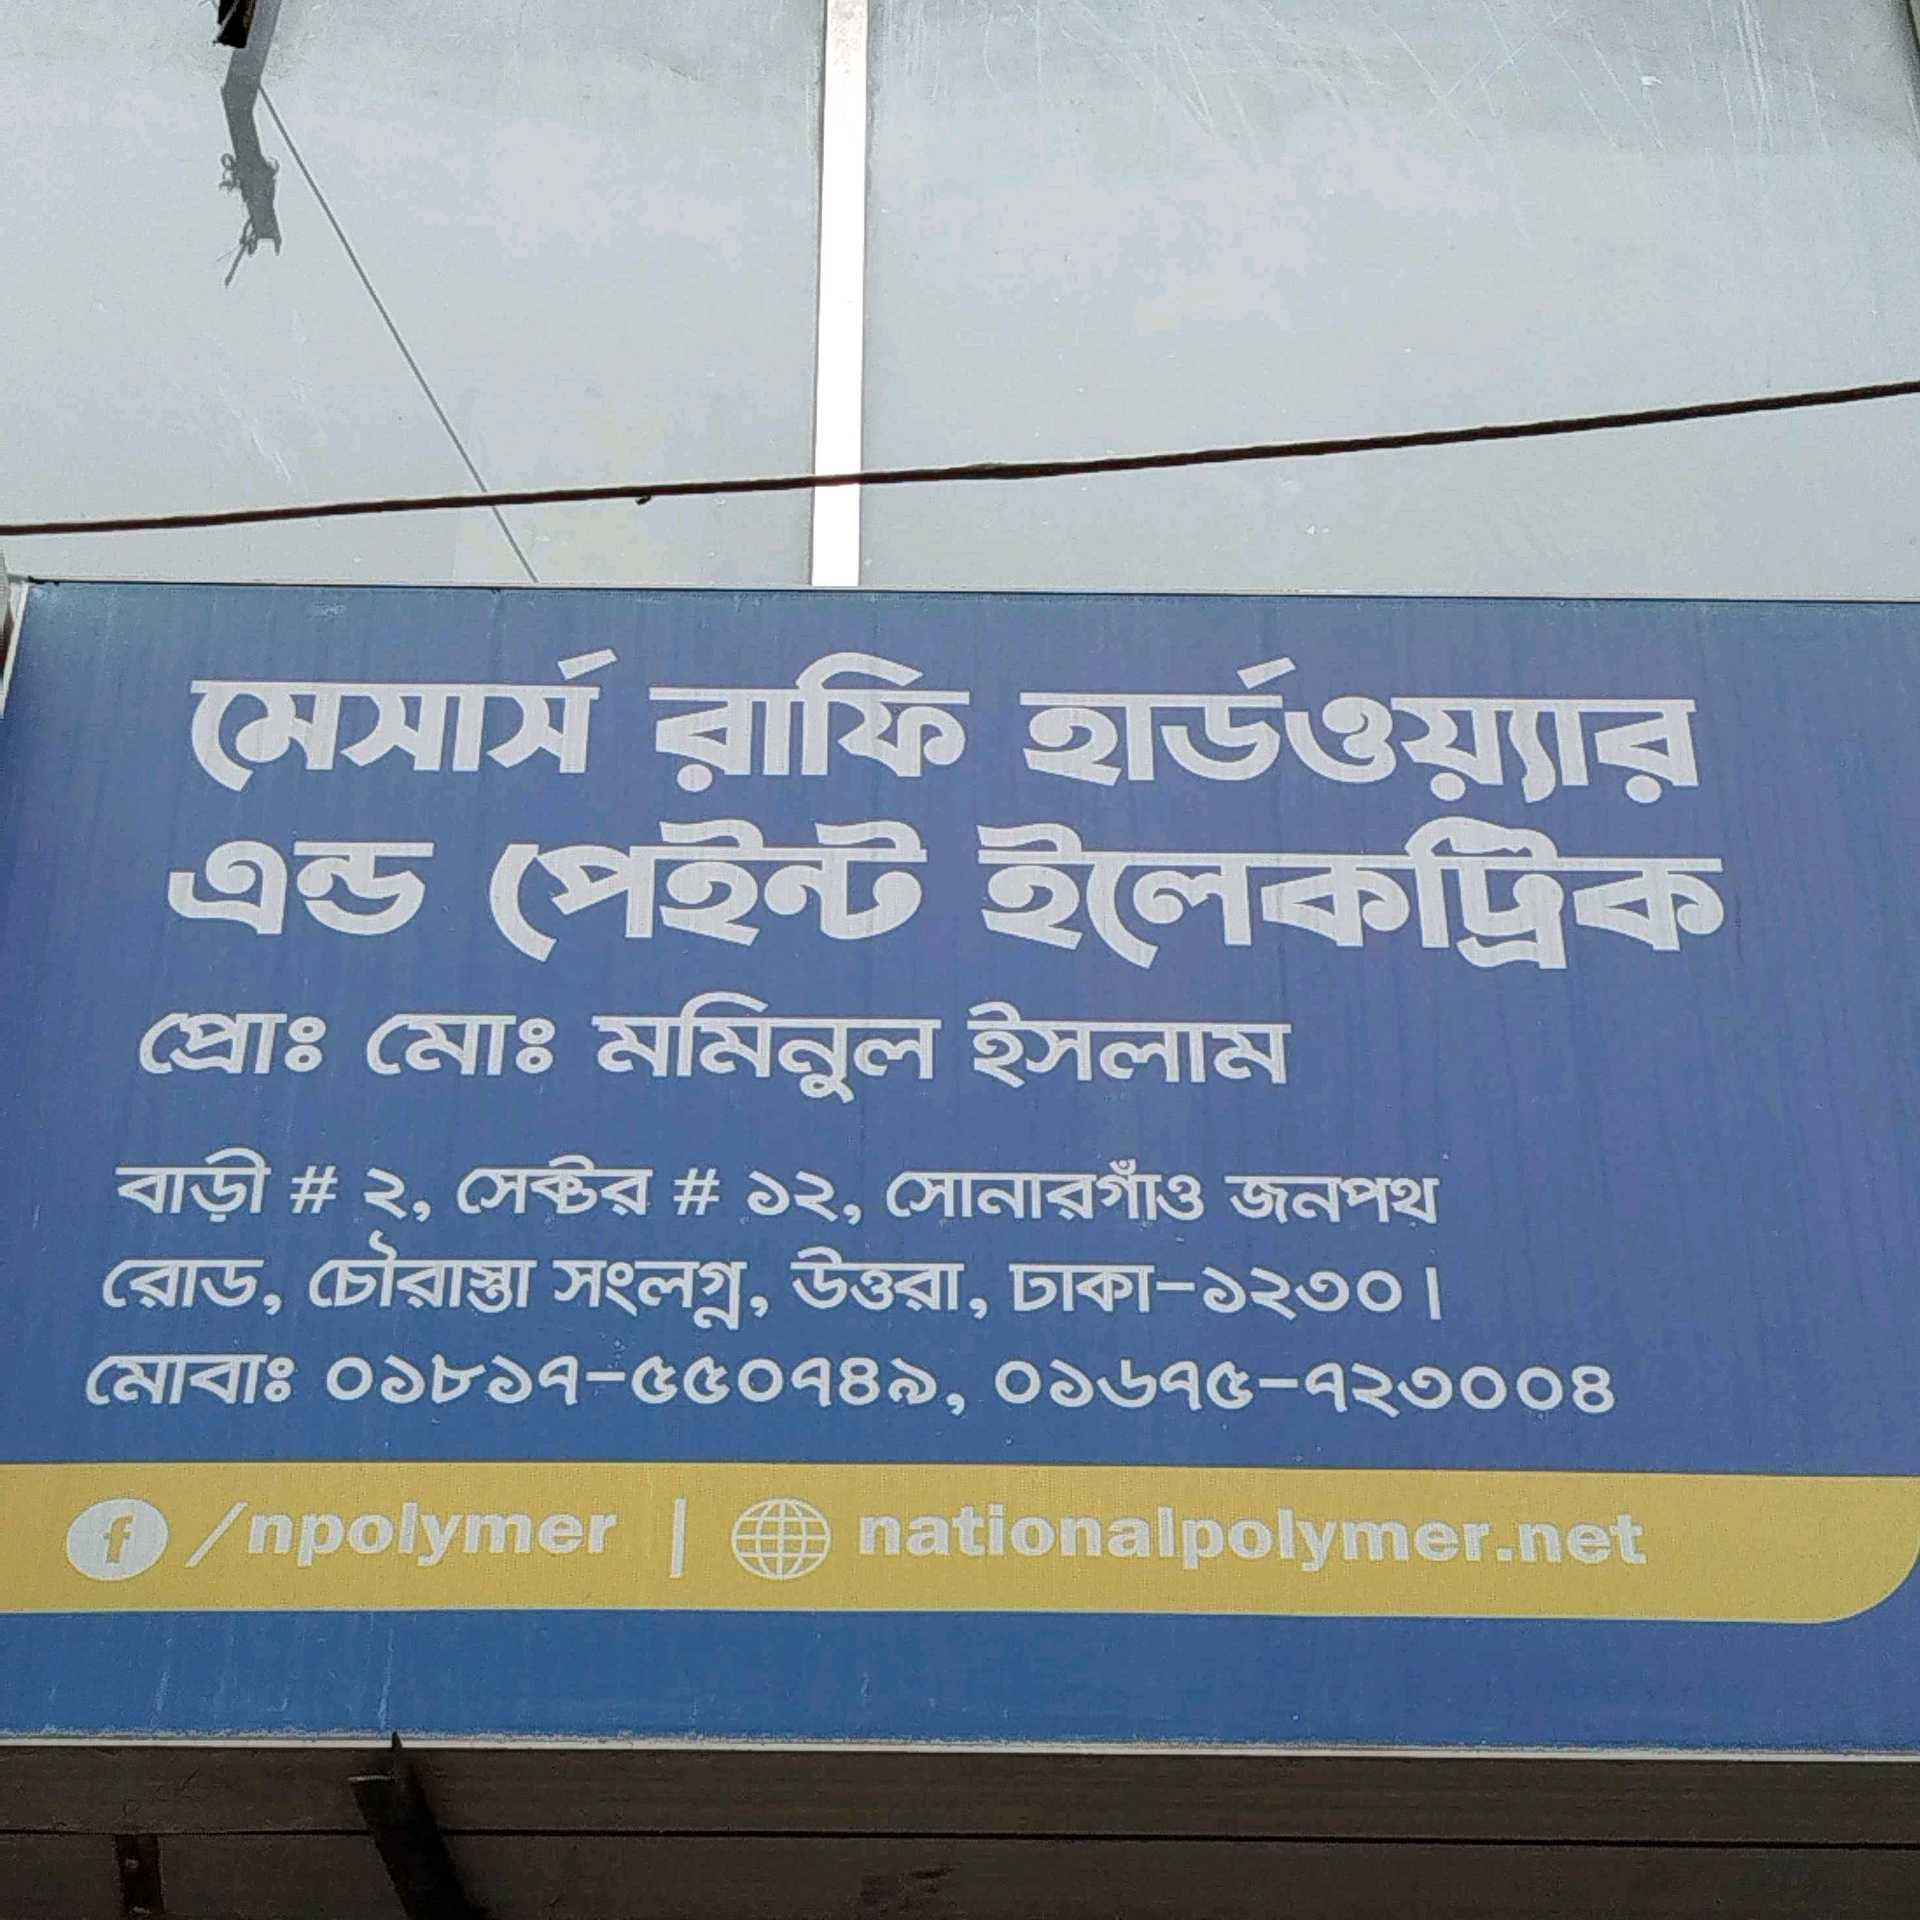 মেসার্স রাফি হার্ডওয়্যার
এন্ড পেইন্ট ইলেকট্রিক
প্রোঃ মোঃ মমিনুল ইসলাম
বাড়ী # ২, সেক্টর # ১২, সোনারগাঁও জনপথ
রোড, চৌরাস্তা সংলগ্ন, উত্তরা, ঢাকা-১২৩০।
মোবাঃ ০১৮১৭-৫৫০৭৪৯, ০১৬৭৫-৭২৩০০৪
f /npolymer | nationalpolymer.net